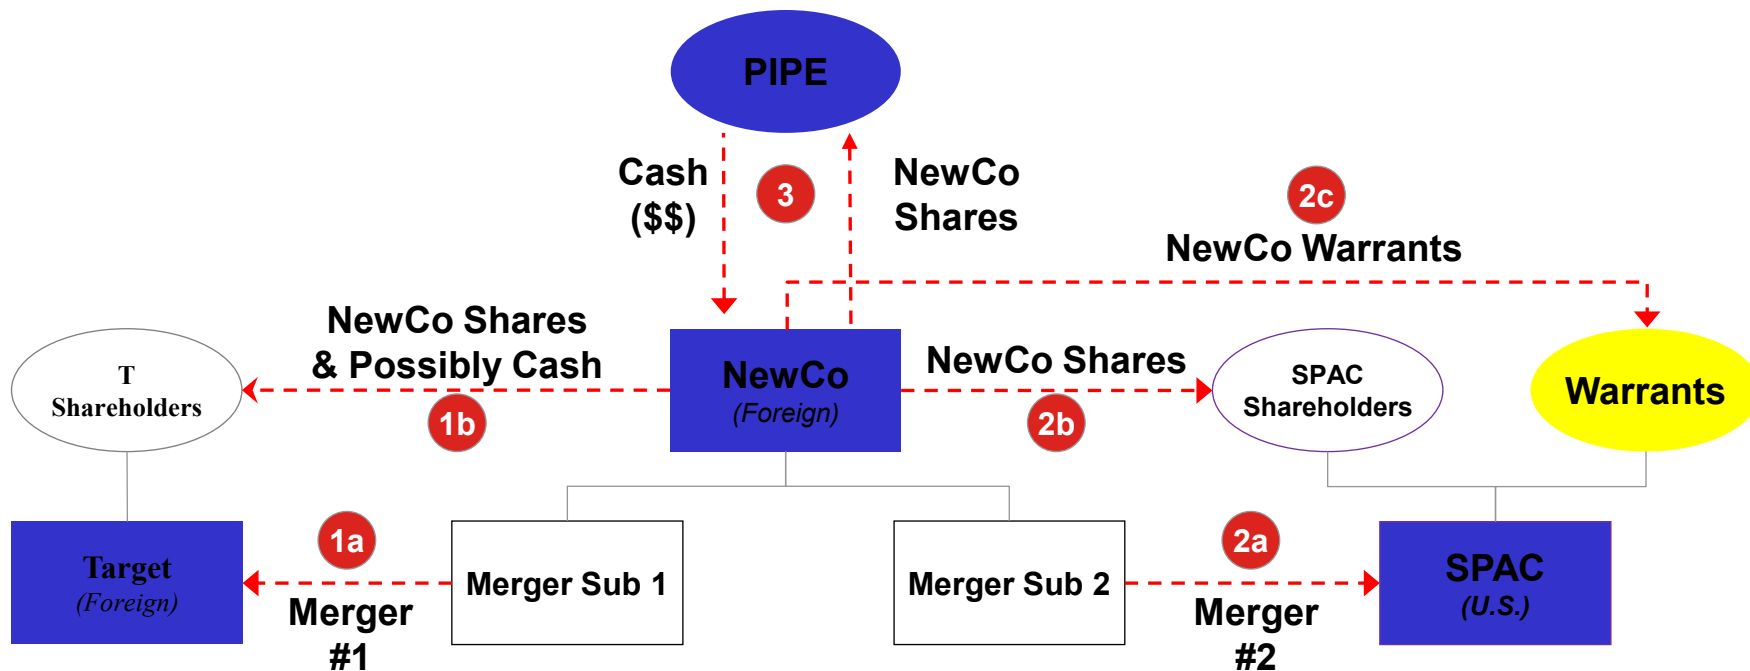 PIPE
Cash
($$)
3
NewCo
Shares
2c
NewCo Warrants
NewCo Shares
& Possibly Cash
1b
T
Shareholders
NewCo
(Foreign)
NewCo Shares
2b
SPAC
Shareholders
Warrants
Target
(Foreign)
1a
Merger
#1
Merger Sub 1
Merger Sub 2
2a
Merger
#2
SPAC
(U.S.)